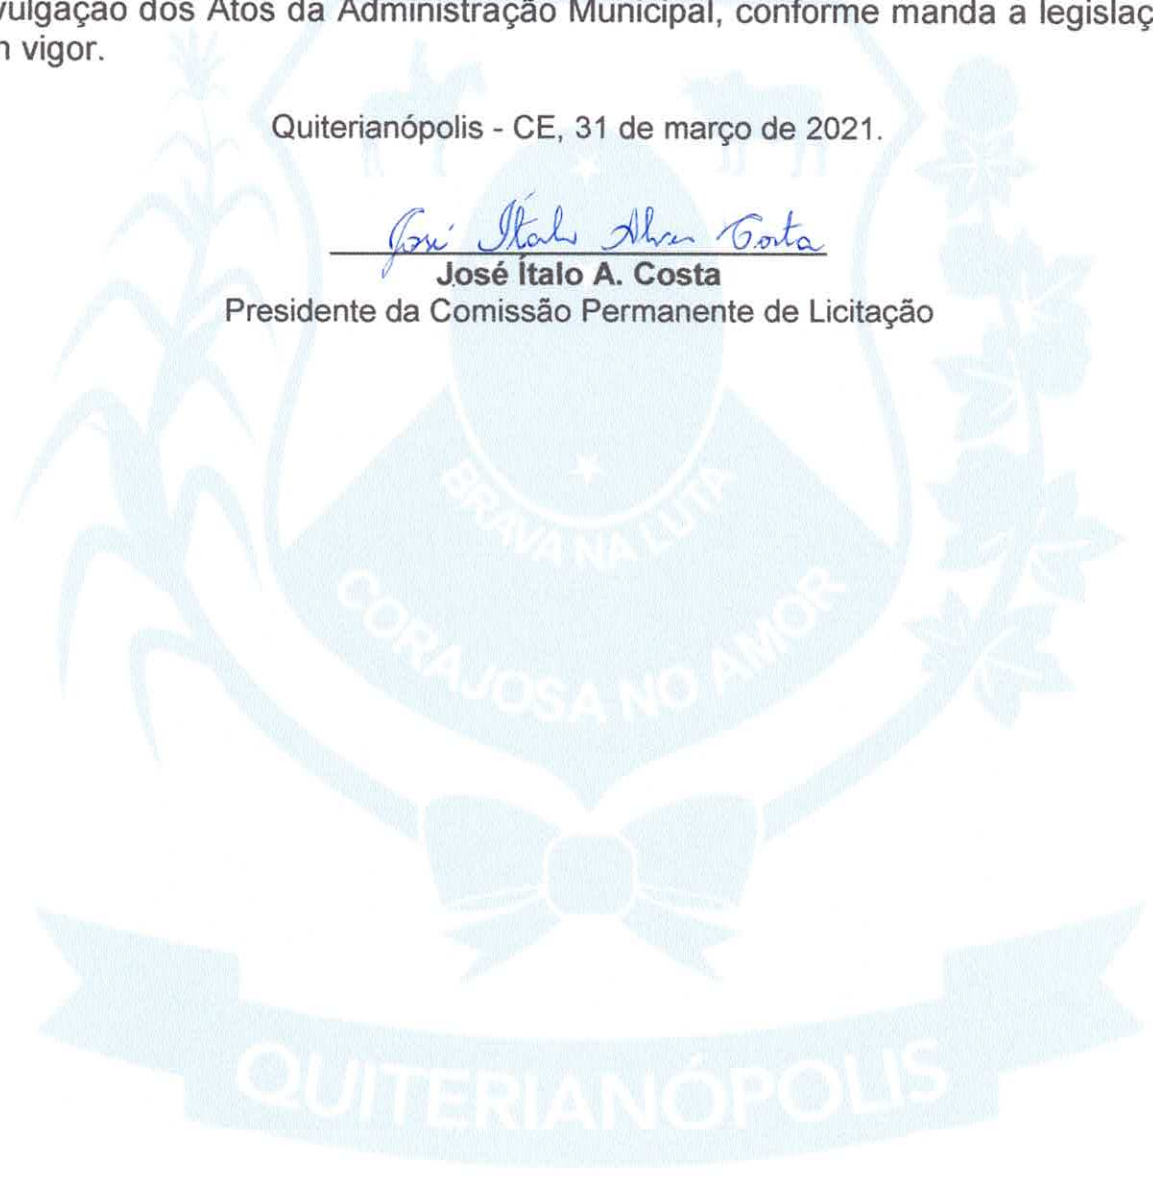 vulgação dos Atos da Administração Municipal, conforme manda a legislaç
vigor.
Quiterianópolis - CE, 31 de março de 2021.
José Ítalo Alves Costa
José Ítalo A. Costa
Presidente da Comissão Permanente de Licitação
BRAVA NA LUTA
CORAJOSA NO AMOR
QUITERIANÓPOLIS